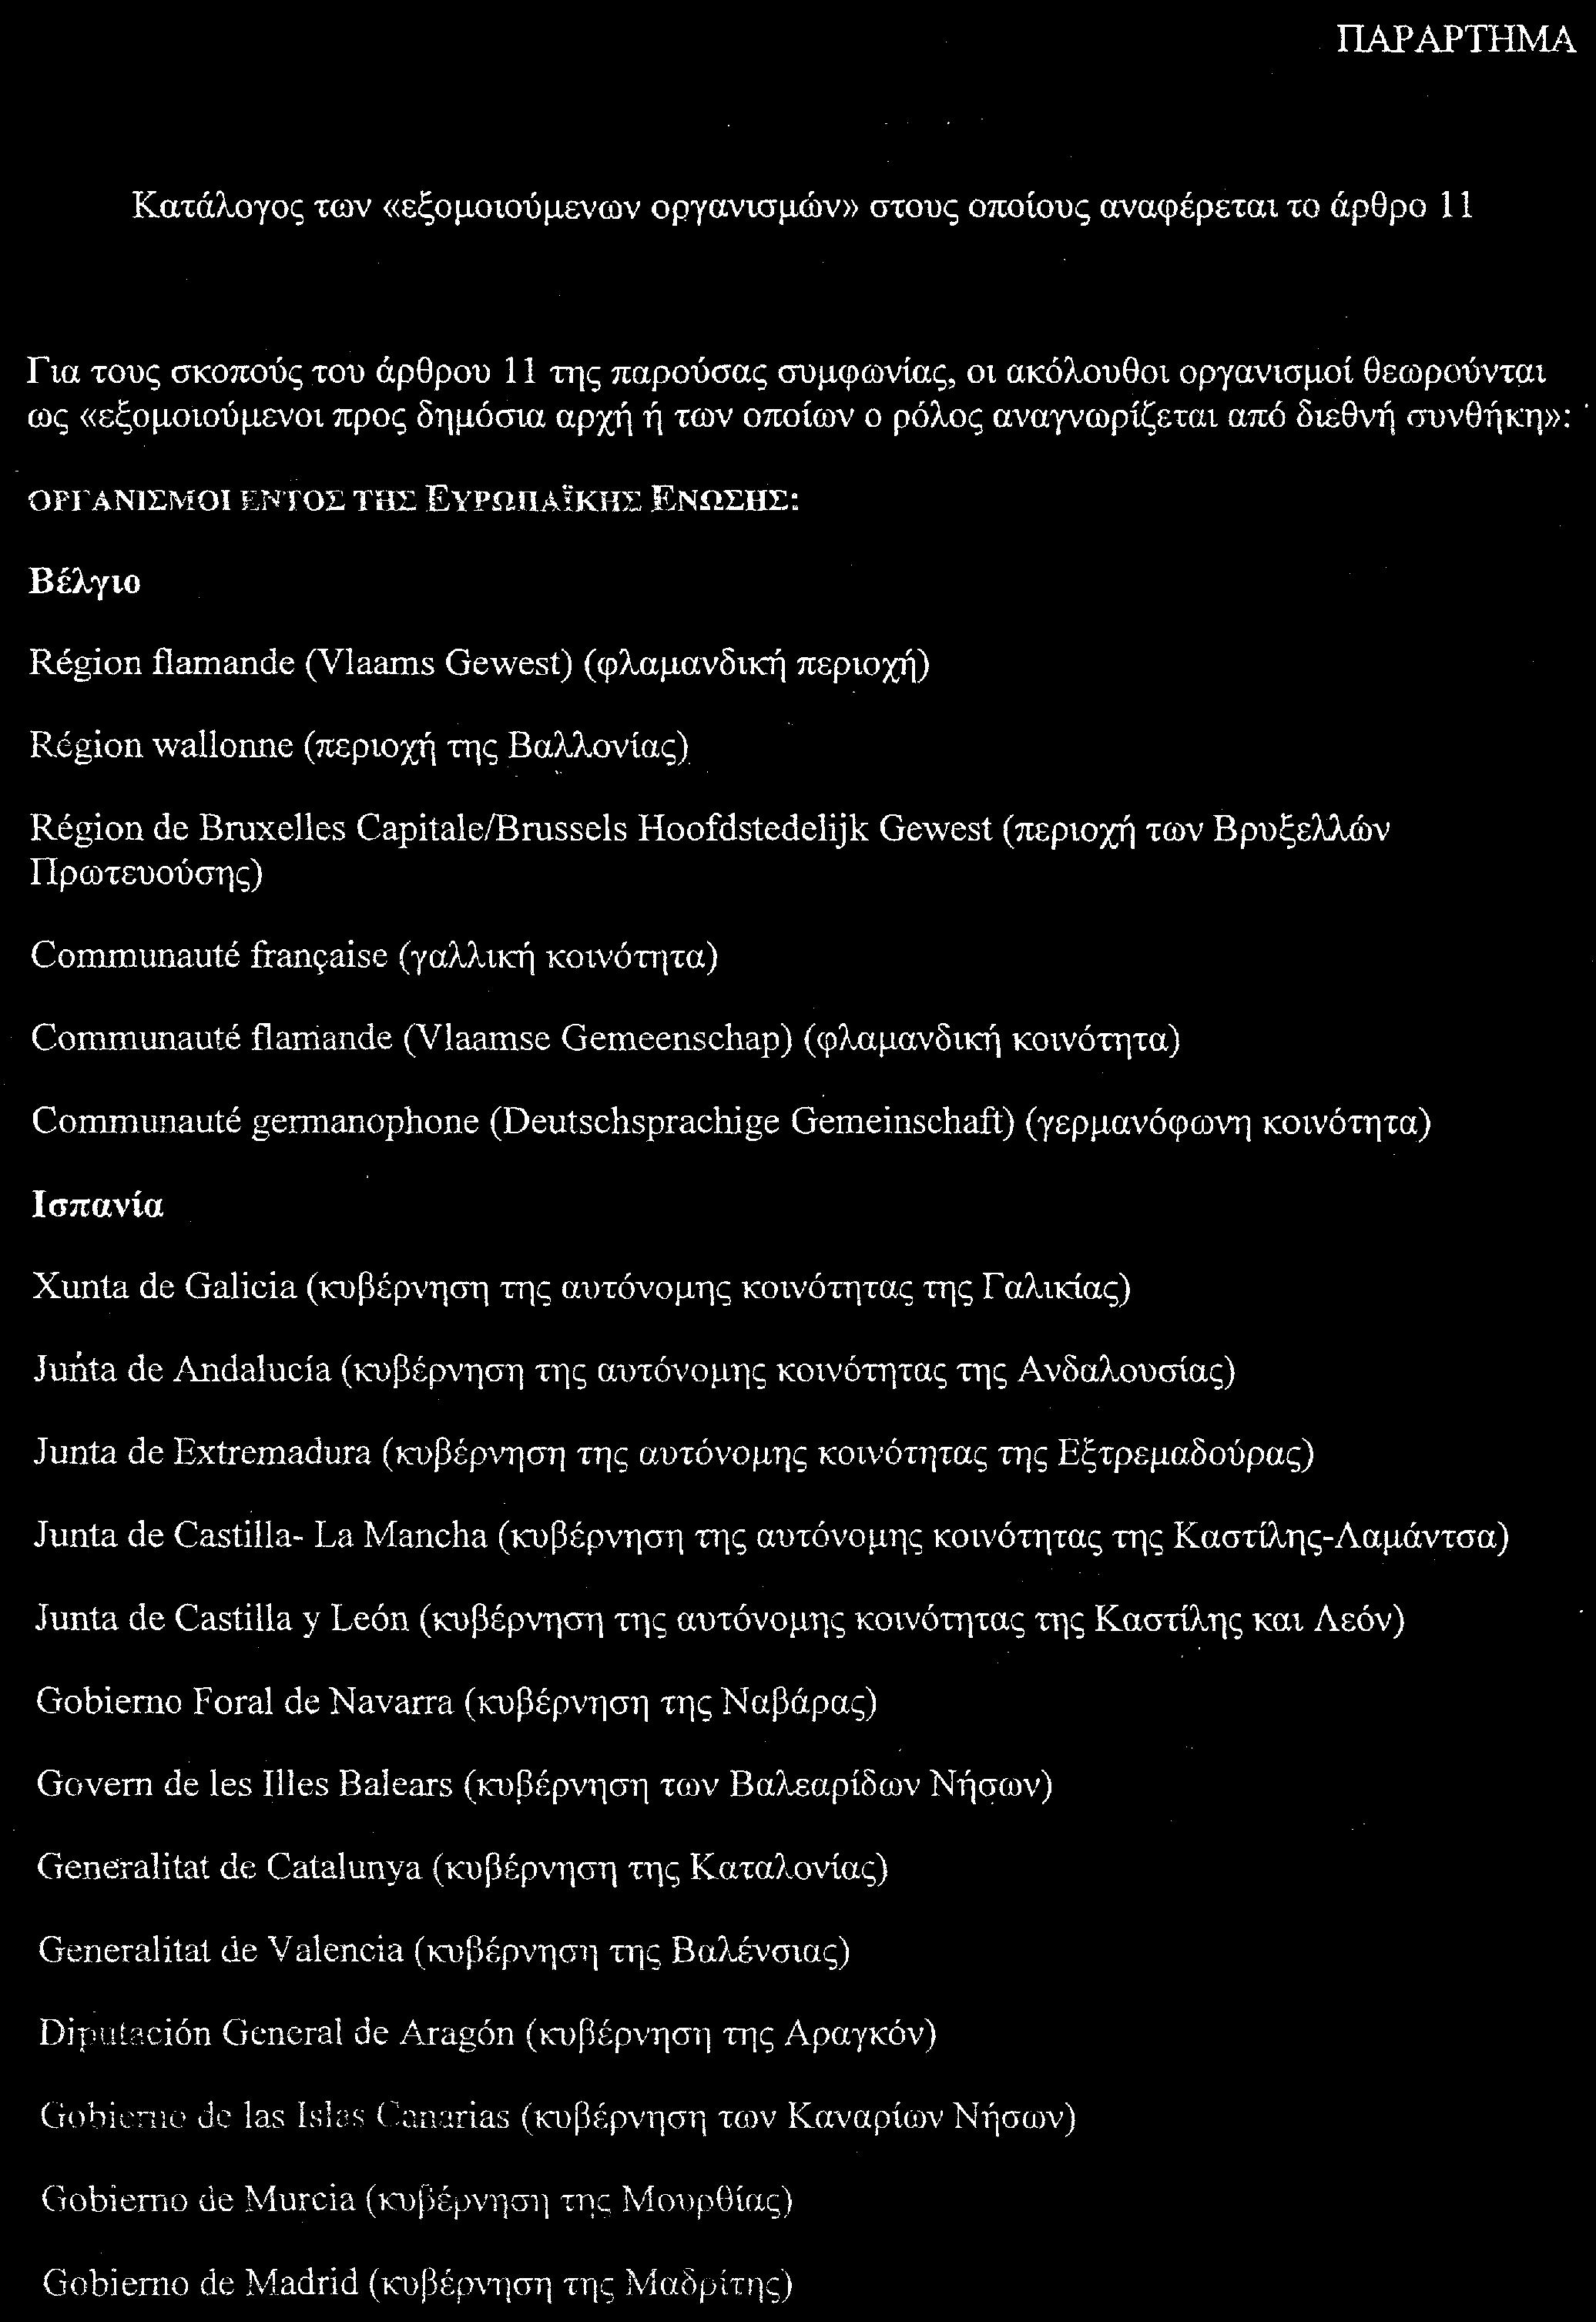 ΠΑΡΑΡΤΗΜΑ
Κατάλογος των «εξομοιούμενων οργανισμών» στους οποίους αναφέρεται το άρθρο 11
Για τους σκοπούς του άρθρου 11 της παρούσας συμφωνίας, οι ακόλουθοι οργανισμοί θεωρούνται
ως «εξομοιούμενοι προς δημόσια αρχή ή των οποίων ο ρόλος αναγνωρίζεται από διεθνή συνθήκη»:
ΟΡΓΑΝΙΣΜΟΙ ΕΝΤΟΣ ΤΗΣ ΕΥΡΩΠΑΪΚΗΣ ΕΝΩΣΗΣ:
Βέλγιο
Région flamande (Vlaams Gewest) (φλαμανδική περιοχή)
Région wallonne (περιοχή της Βαλλονίας)
Région de Bruxelles Capitale/Brussels Hoofdstedelijk Gewest (περιοχή των Βρυξελλών
Πρωτευούσης)
Communauté française (γαλλική κοινότητα)
Communauté flamande (Vlaamse Gemeenschap) (φλαμανδική κοινότητα)
Communauté germanophone (Deutschsprachige Gemeinschaft) (γερμανόφωνη κοινότητα)
Ισπανία
Xunta de Galicia (κυβέρνηση της αυτόνομης κοινότητας της Γαλικίας)
Junta de Andalucía (κυβέρνηση της αυτόνομης κοινότητας της Ανδαλουσίας)
Junta de Extremadura (κυβέρνηση της αυτόνομης κοινότητας της Εξτρεμαδούρας)
Junta de Castilla- La Mancha (κυβέρνηση της αυτόνομης κοινότητας της Καστίλης-Λαμάντσα)
Junta de Castilla y León (κυβέρνηση της αυτόνομης κοινότητας της Καστίλης και Λεόν)
Gobierno Foral de Navarra (κυβέρνηση της Ναβάρας)
Govern de les Illes Balears (κυβέρνηση των Βαλεαρίδων Νήσων)
Generalitat de Catalunya (κυβέρνηση της Καταλονίας)
Generalitat de Valencia (κυβέρνηση της Βαλένσιας)
Diputación General de Aragón (κυβέρνηση της Αραγκόν)
Gobierno de las Islas Canarias (κυβέρνηση των Καναρίων Νήσων)
Gobierno de Murcia (κυβέρνηση της Μουρθίας)
Gobierno de Madrid (κυβέρνηση της Μαδρίτης)